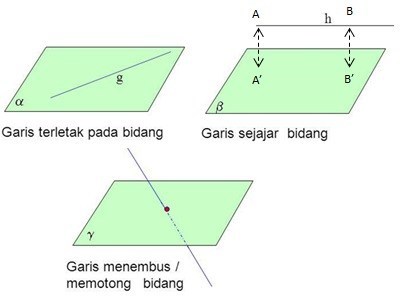 A
B
h
g
α
A'
B'
β
Garis terletak pada bidang
Garis sejajar bidang
γ
Garis menembus /
memotong bidang